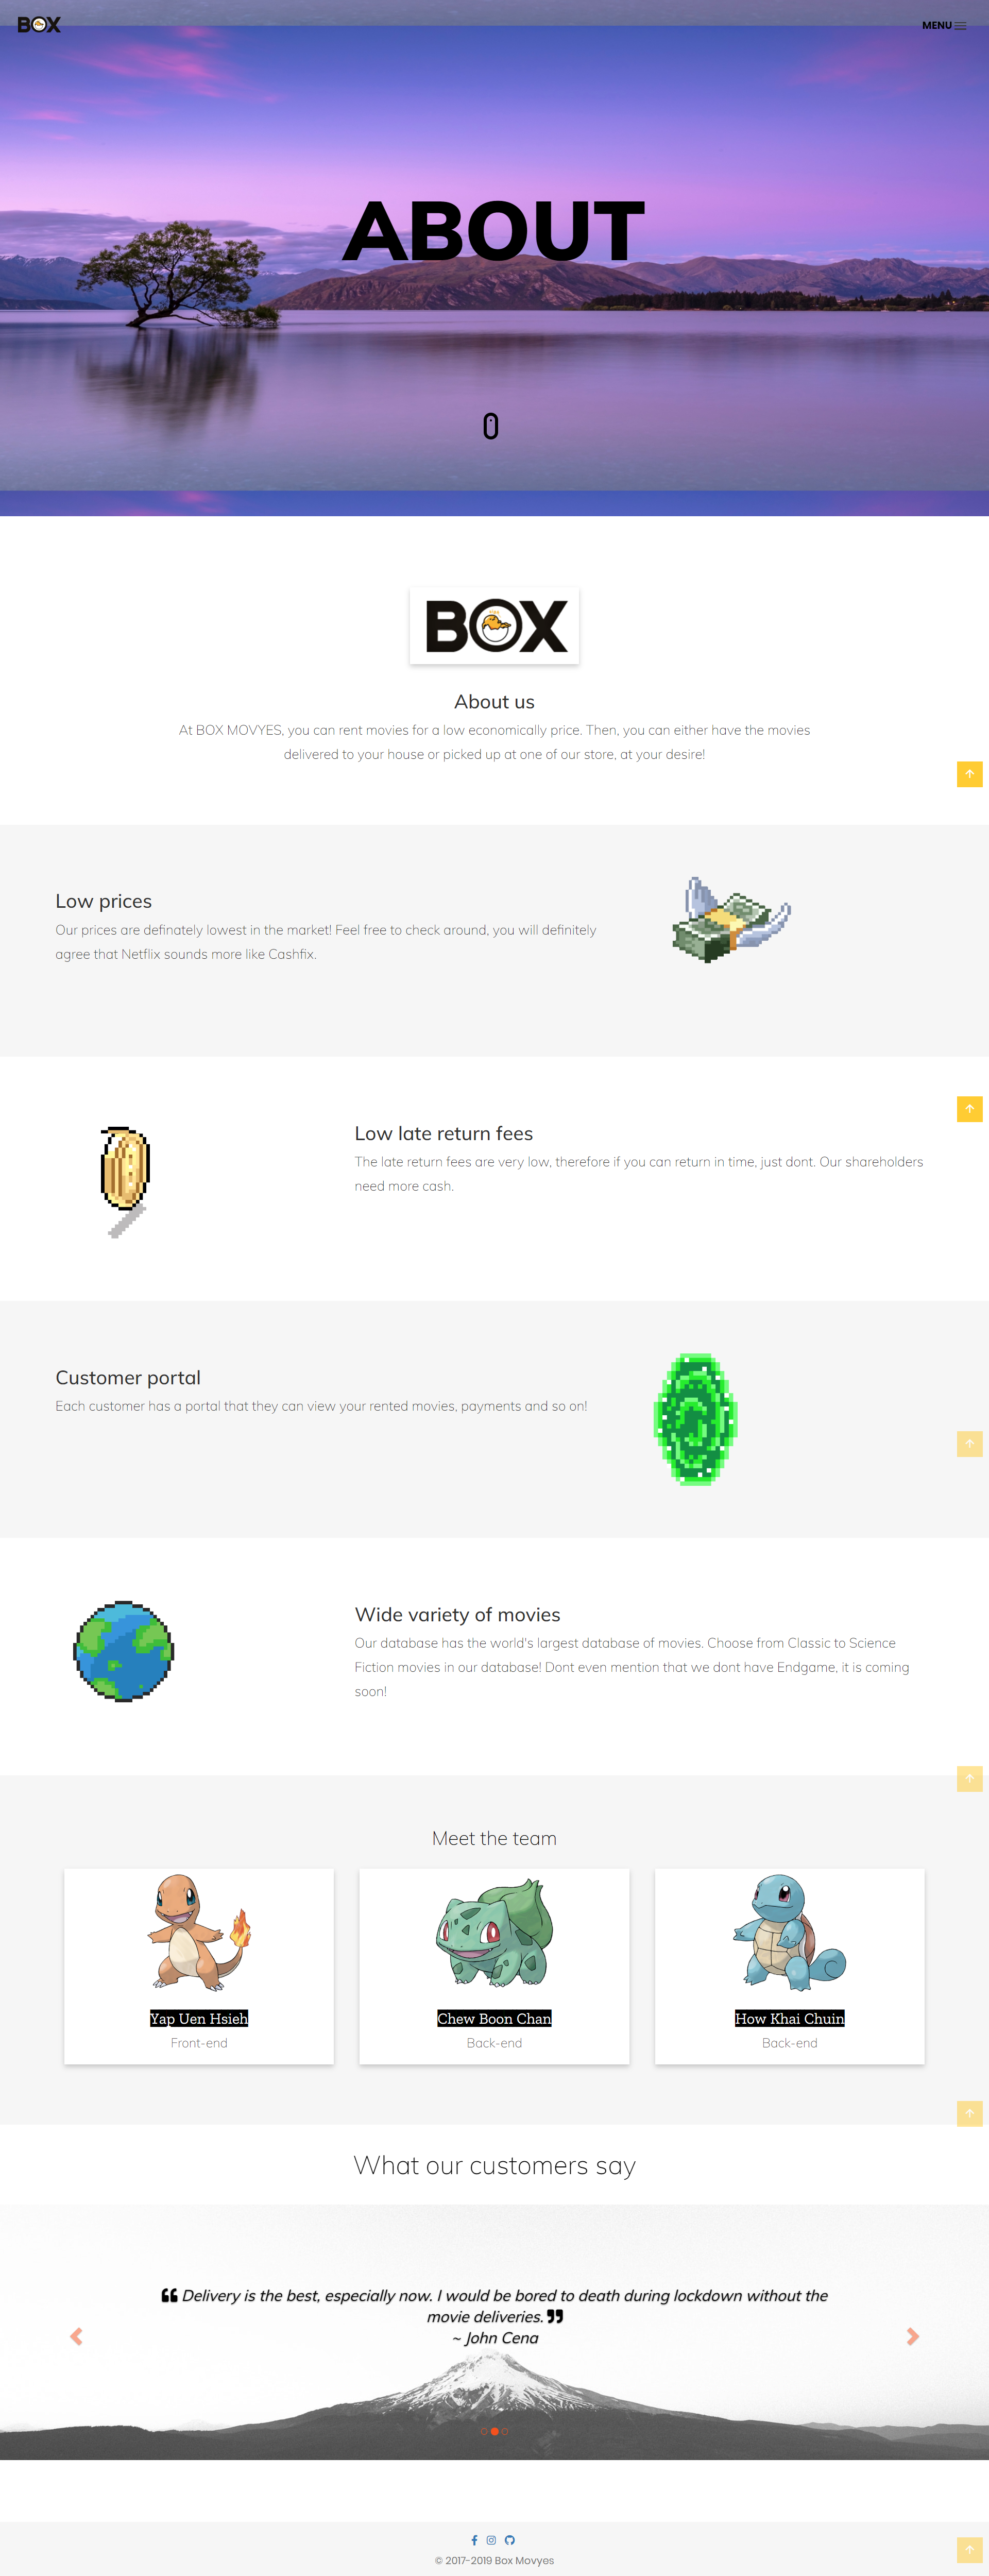 BOX
MENU
ABOUT
BOX
About us
At BOX MOVYES, you can rent movies for a low economically price. Then, you can either have the movies
delivered to your house or picked up at one of our store, at your desire!
Low prices
Our prices are definately lowest in the market! Feel free to check around, you will definitely
agree that Netflix sounds more like Cashfix.
Low late return fees
The late return fees are very low, therefore if you can return in time, just dont. Our shareholders
need more cash.
Customer portal
Each customer has a portal that they can view your rented movies, payments and so on!
Wide variety of movies
Our database has the world's largest database of movies. Choose from Classic to Science
Fiction movies in our database! Dont even mention that we dont have Endgame, it is coming
soon!
Meet the team
Yap Uen Hsieh
Front-end
Chew Boon Chan
Back-end
How Khai Chuin
Back-end
What our customers say
❝ Delivery is the best, especially now. I would be bored to death during lockdown without the
movie deliveries. ❞
~ John Cena
© 2017-2019 Box Movyes